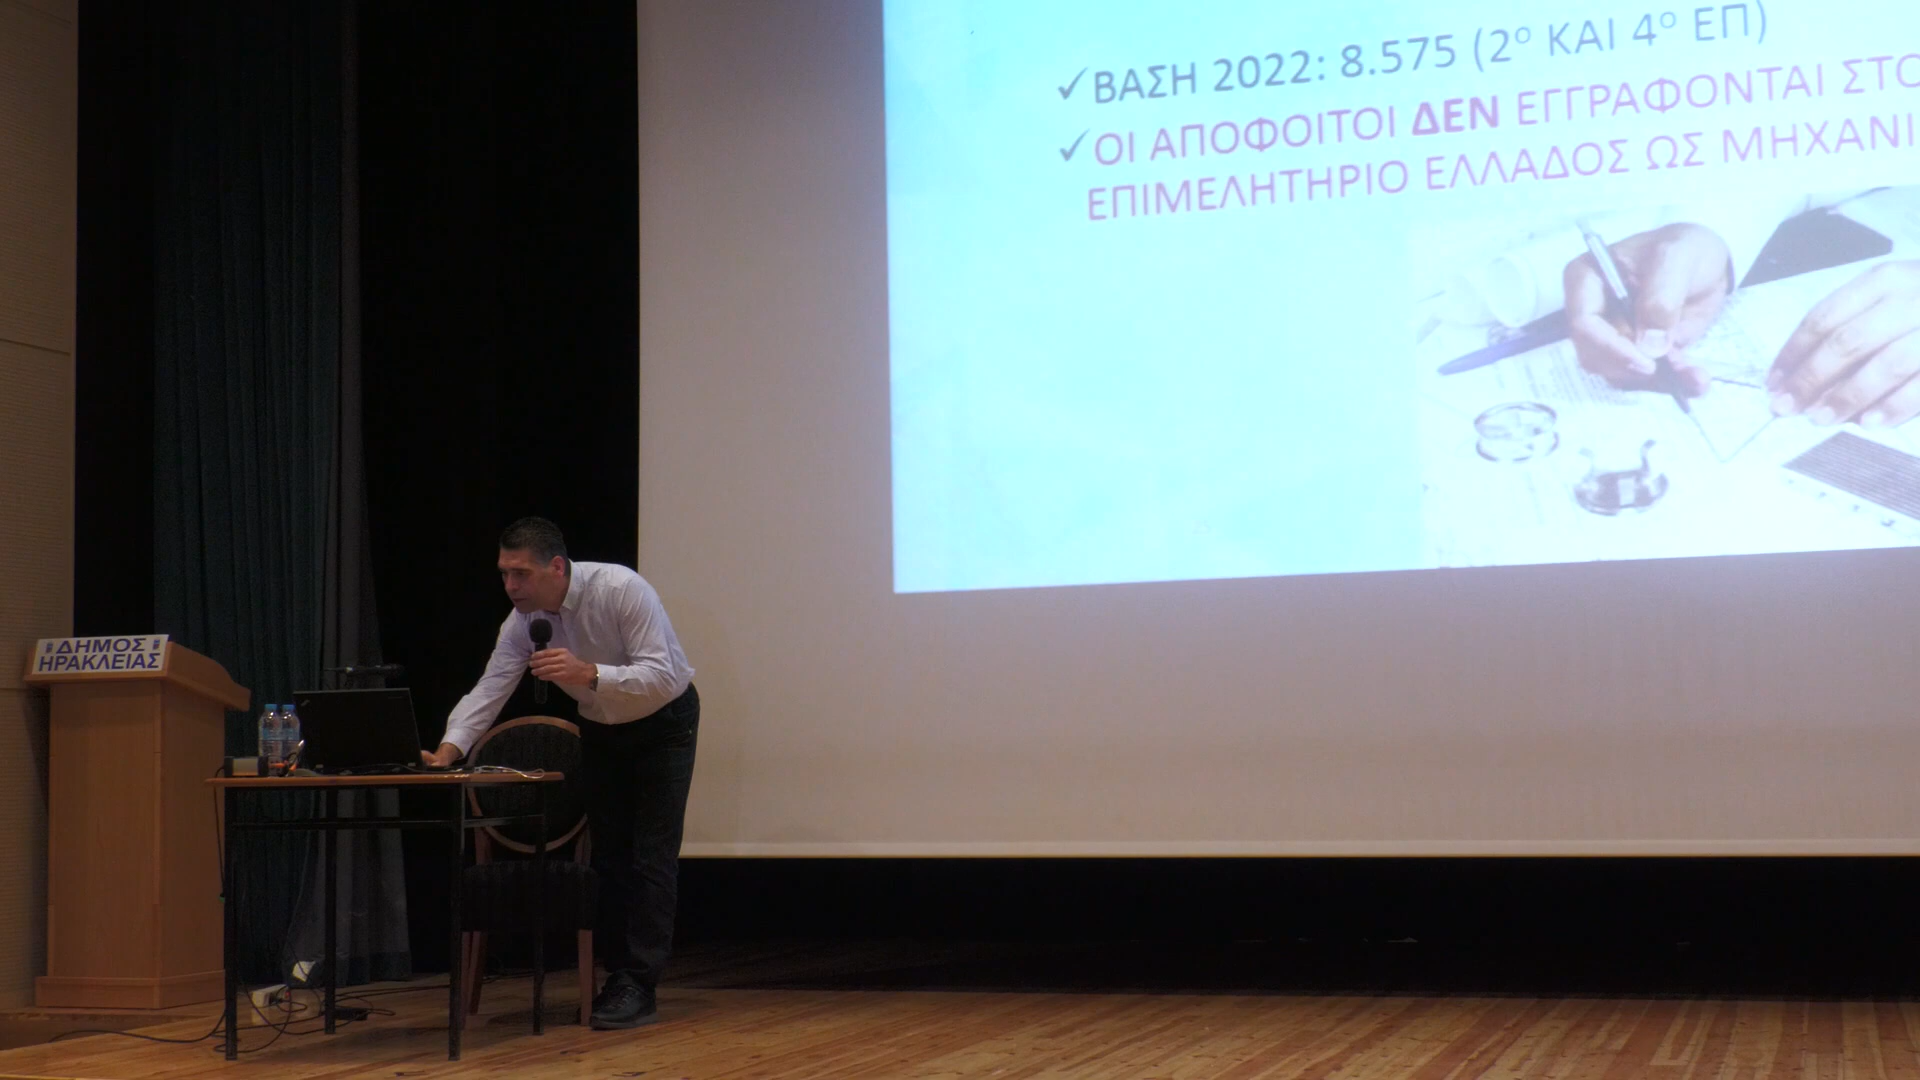 ΒΑΣΗ 2022: 8.575 (2ο ΚΑΙ 4ο ΕΠ)
ΟΙ ΑΠΟΦΟΙΤΟΙ ΔΕΝ ΕΓΓΡΑΦΟΝΤΑΙ ΣΤΟ
ΕΠΙΜΕΛΗΤΗΡΙΟ ΕΛΛΑΔΟΣ ΩΣ ΜΗΧΑΝΙ
ΔΗΜΟΣ
ΗΡΑΚΛΕΙΑΣ